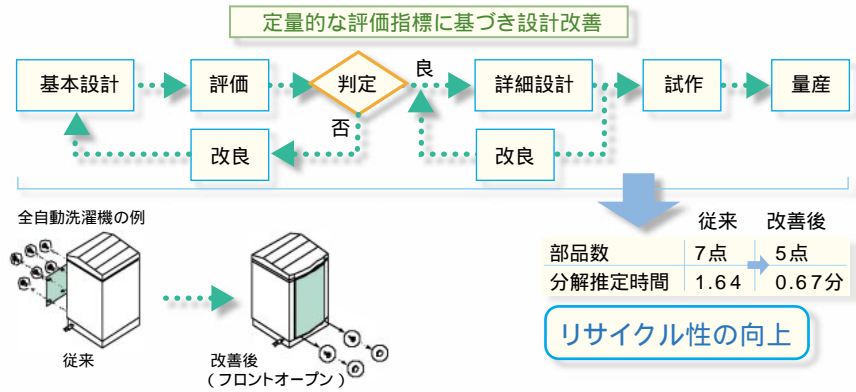 定量的な評価指標に基づき設計改善
基本設計
評価
判定
良
詳細設計
試作
量産
否
改良
改良
全自動洗濯機の例
従来
改善後
（フロントオープン）
従来 改善後
部品数 7点 5点
分解推定時間 1.64 0.67分
リサイクル性の向上